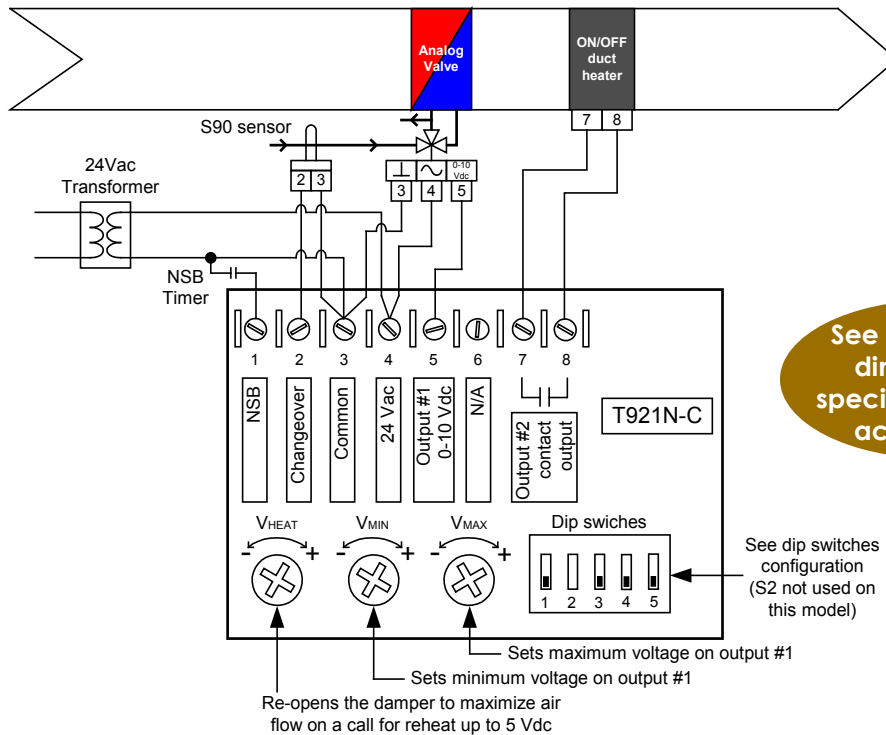 Analog
Valve
ON/OFF
duct
heater
7 8
S90 sensor
24Vac
Transformer
2 3
0-10
Vdc
3 4 5
NSB
Timer
1 2 3 4 5 6 7 8
NSB
Changeover
Common
24 Vac
Output #1
0-10 Vdc
N/A
Output #2
contact
output
T921N-C
See
spec
VHEAT
- +
VMIN
- +
VMAX
- +
Dip swiches
1 2 3 4 5
See dip switches
configuration
(S2 not used on
this model)
Sets maximum voltage on output #1
Sets minimum voltage on output #1
Re-opens the damper to maximize air
flow on a call for reheat up to 5 Vdc